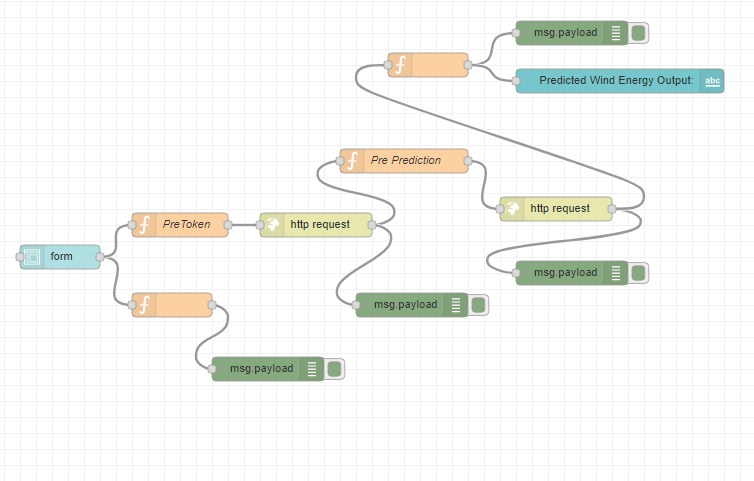 msg.payload
Predicted Wind Energy Output:
abc
Pre Prediction
http request
PreToken
http request
form
msg.payload
msg.payload
msg.payload